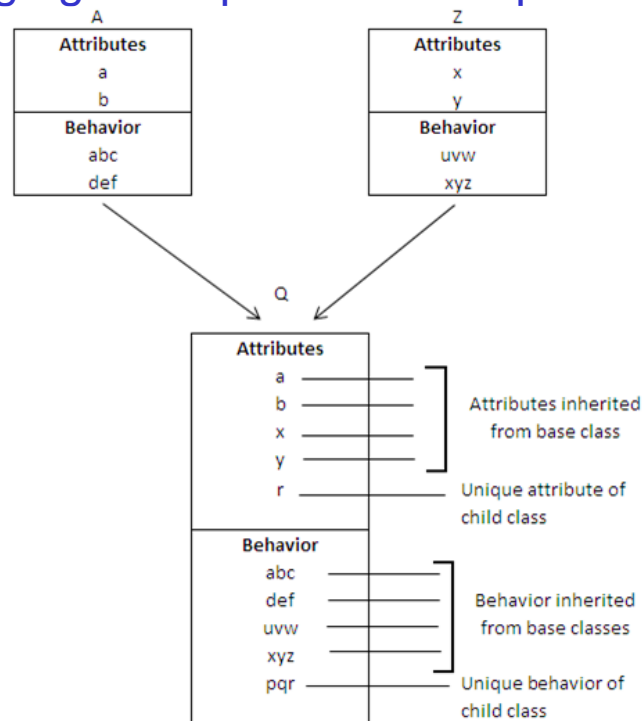 A
Attributes
a
b
Behavior
abc
def
Z
Attributes
x
y
Behavior
uvw
xyz
Q
Attributes
a
b
x
y
r
Attributes inherited
from base class
Unique attribute of
child class
Behavior
abc
def
uvw
xyz
pqr
Behavior inherited
from base classes
Unique behavior of
child class